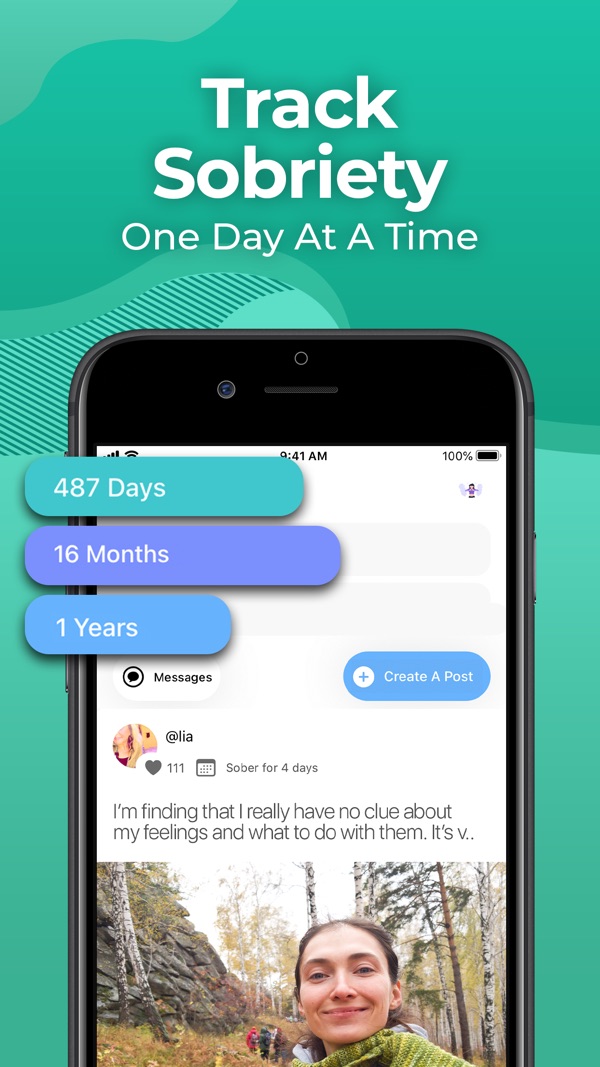 Track
Sobriety
One Day At A Time
9:41 AM
100%
487 Days
16 Months
1 Years
Messages
Create A Post
@lia
111
Sober for 4 days
I'm finding that I really have no clue about
my feelings and what to do with them. It's v..